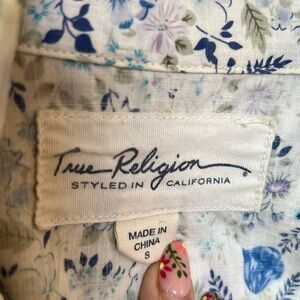 True Religion
STYLED IN CALIFORNIA
MADE IN
CHINA
S